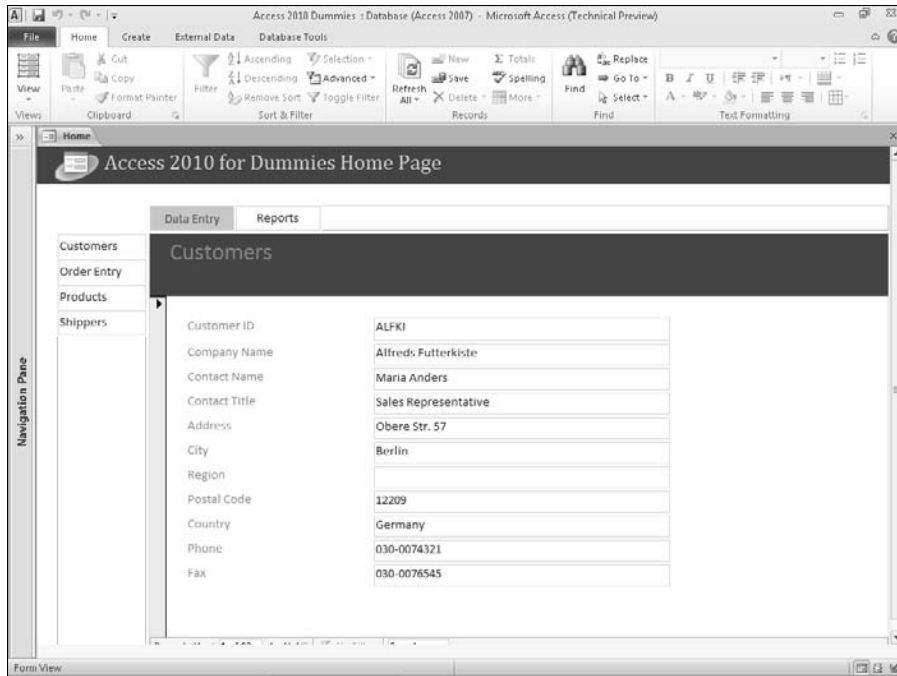 Access 2010 Dummies : Database (Access 2007) - Microsoft Access (Technical Preview)
File Home Create External Data Database Tools
View
Views
Paste
Cut
Copy
Format Painter
Clipboard
Filter
Ascending
Descending
Remove Sort
Selection
Advanced
Toggle Filter
Sort & Filter
Refresh All
New
Save
Delete
Totals
Spelling
More
Records
Find
Replace
Go To
Select
Find
B I U
A
Text Formatting
Home
Access 2010 for Dummies Home Page
Data Entry Reports
Customers
Order Entry
Products
Shippers
Navigation Pane
Customers
Customer ID ALFKI
Company Name Alfreds Futterkiste
Contact Name Maria Anders
Contact Title Sales Representative
Address Obere Str. 57
City Berlin
Region
Postal Code 12209
Country Germany
Phone 030-0074321
Fax 030-0076545
Form View